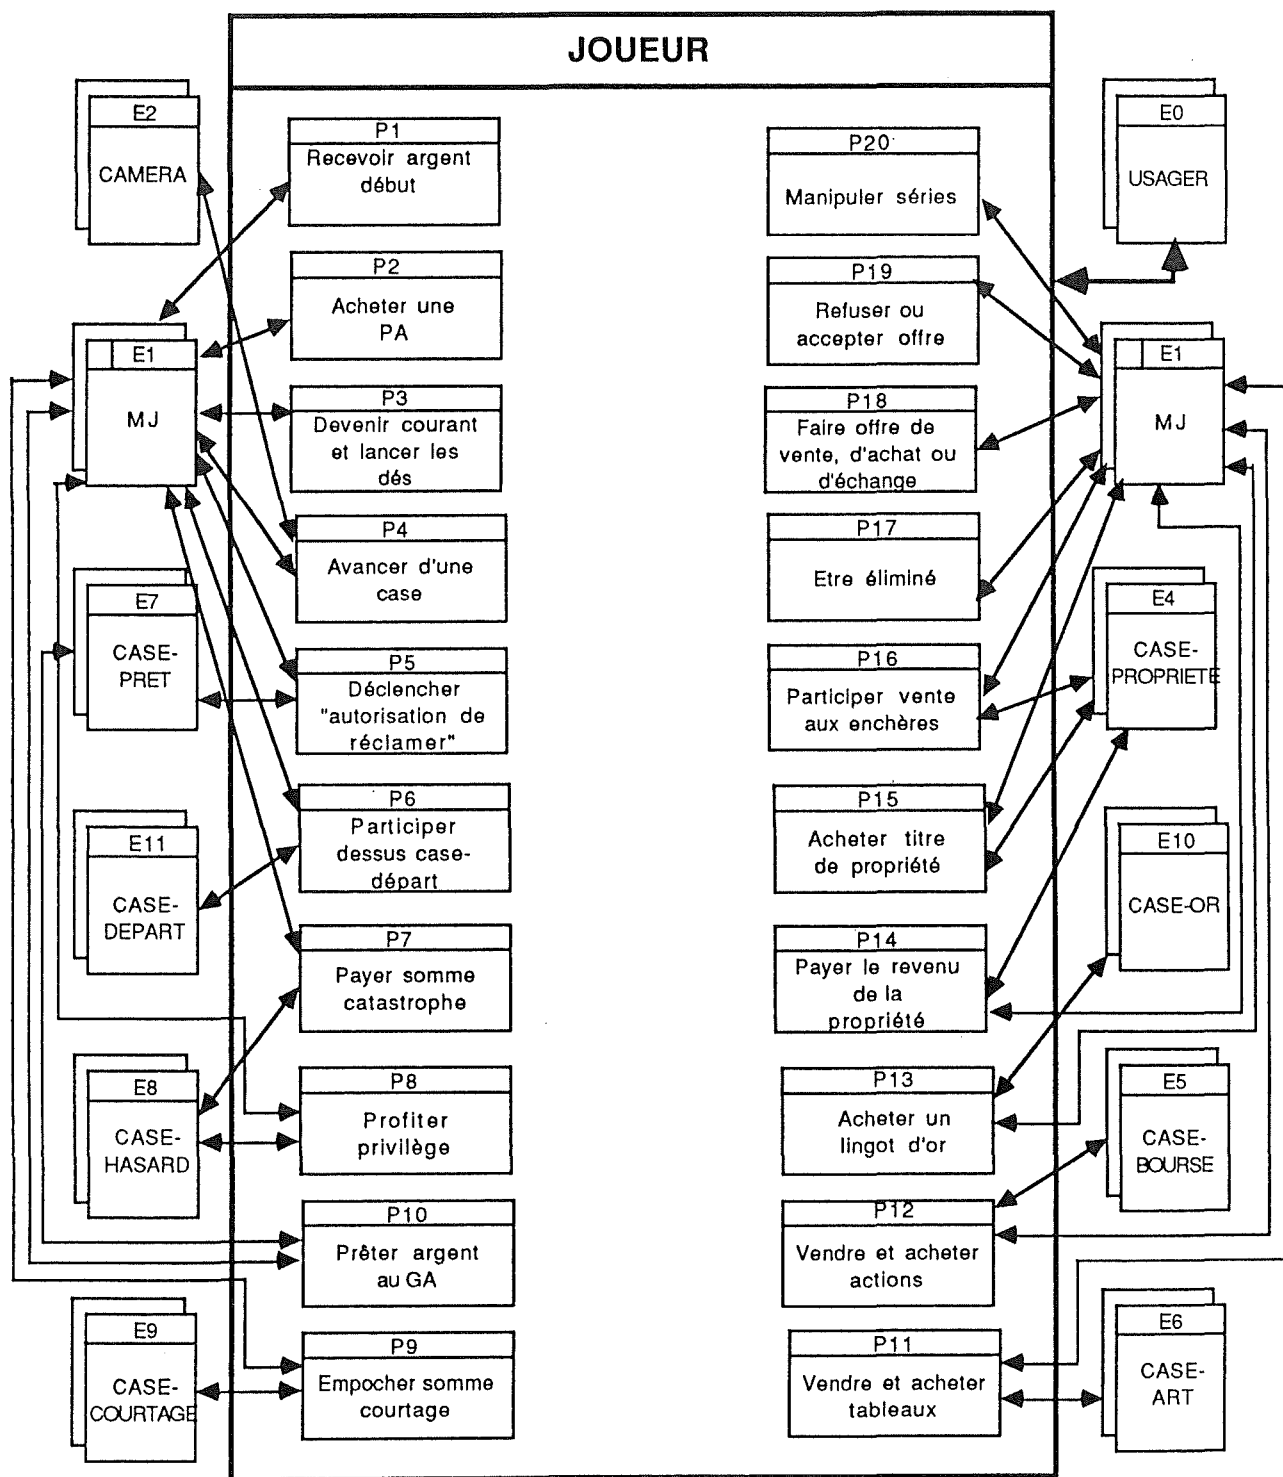 JOUEUR
E2
CAMERA
E1
MJ
E7
CASE-
PRET
E11
CASE-
DEPART
E8
CASE-
HASARD
E9
CASE-
COURTAGE
P1
Recevoir argent
début
P2
Acheter une
PA
P3
Devenir courant
et lancer les
dés
P4
Avancer d'une
case
P5
Déclencher
"autorisation de
réclamer"
P6
Participer
dessus case-
départ
P7
Payer somme
catastrophe
P8
Profiter
privilège
P10
Prêter argent
au GA
P9
Empocher somme
courtage
P20
Manipuler séries
P19
Refuser ou
accepter offre
P18
Faire offre de
vente, d'achat ou
d'échange
P17
Etre éliminé
P16
Participer vente
aux enchères
P15
Acheter titre
de propriété
P14
Payer le revenu
de la
propriété
P13
Acheter un
lingot d'or
P12
Vendre et acheter
actions
P11
Vendre et acheter
tableaux
E0
USAGER
E1
MJ
E4
CASE-
PROPRIETE
E10
CASE-OR
E5
CASE-
BOURSE
E6
CASE-
ART